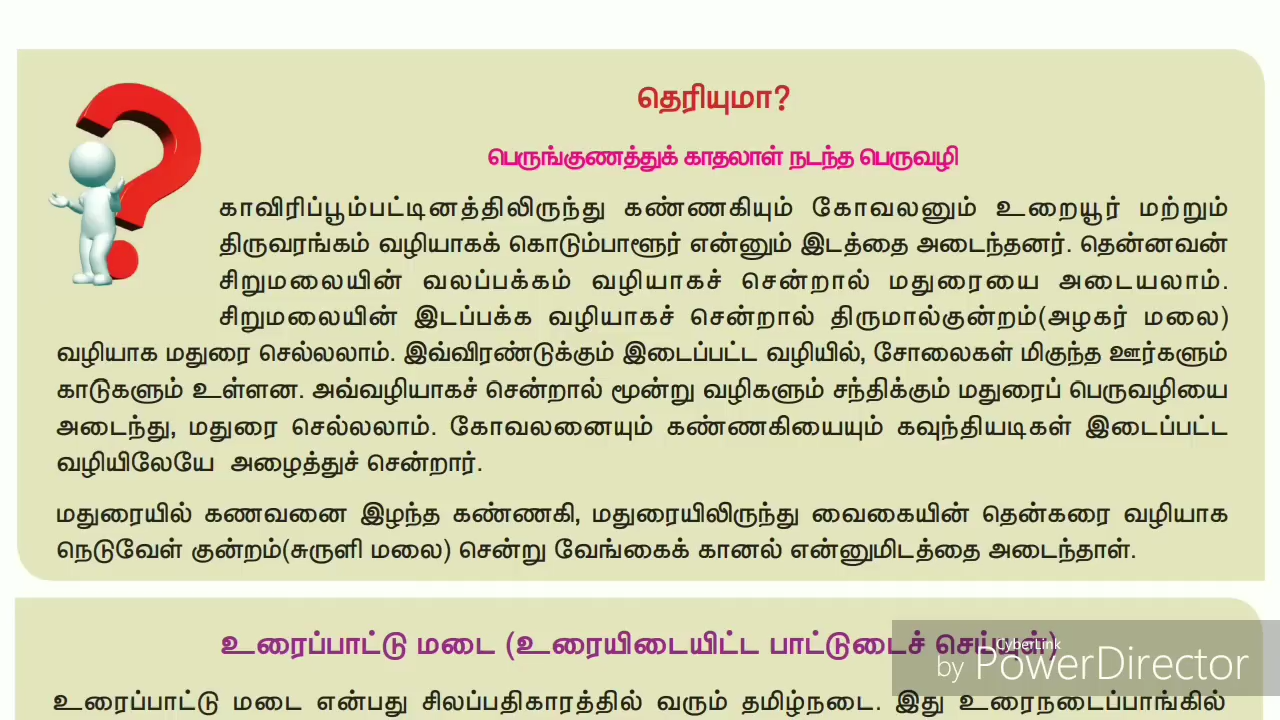 தெரியுமா?
பெருங்குணத்துக் காதலாள் நடந்த பெருவழி
காவிரிப்பூம்பட்டினத்திலிருந்து கண்ணகியும் கோவலனும் உறையூர் மற்றும்
திருவரங்கம் வழியாகக் கொடும்பாளூர் என்னும் இடத்தை அடைந்தனர். தென்னவன்
சிறுமலையின் வலப்பக்கம் வழியாகச் சென்றால் மதுரையை அடையலாம்.
சிறுமலையின் இடப்பக்க வழியாகச் சென்றால் திருமால்குன்றம்(அழகர் மலை)
வழியாக மதுரை செல்லலாம். இவ்விரண்டுக்கும் இடைப்பட்ட வழியில், சோலைகள் மிகுந்த ஊர்களும்
காடுகளும் உள்ளன. அவ்வழியாகச் சென்றால் மூன்று வழிகளும் சந்திக்கும் மதுரைப் பெருவழியை
அடைந்து, மதுரை செல்லலாம். கோவலனையும் கண்ணகியையும் கவுந்தியடிகள் இடைப்பட்ட
வழியிலேயே அழைத்துச் சென்றார்.
மதுரையில் கணவனை இழந்த கண்ணகி, மதுரையிலிருந்து வைகையின் தென்கரை வழியாக
நெடுவேள் குன்றம்(சுருளி மலை) சென்று வேங்கைக் கானல் என்னுமிடத்தை அடைந்தாள்.
உரைப்பாட்டு மடை (உரையிடையிட்ட பாட்டுடைச் செய்யுள்)
CyberLink
by PowerDirector
உரைப்பாட்டு மடை என்பது சிலப்பதிகாரத்தில் வரும் தமிழ்நடை. இது உரைநடைப்பாங்கில்